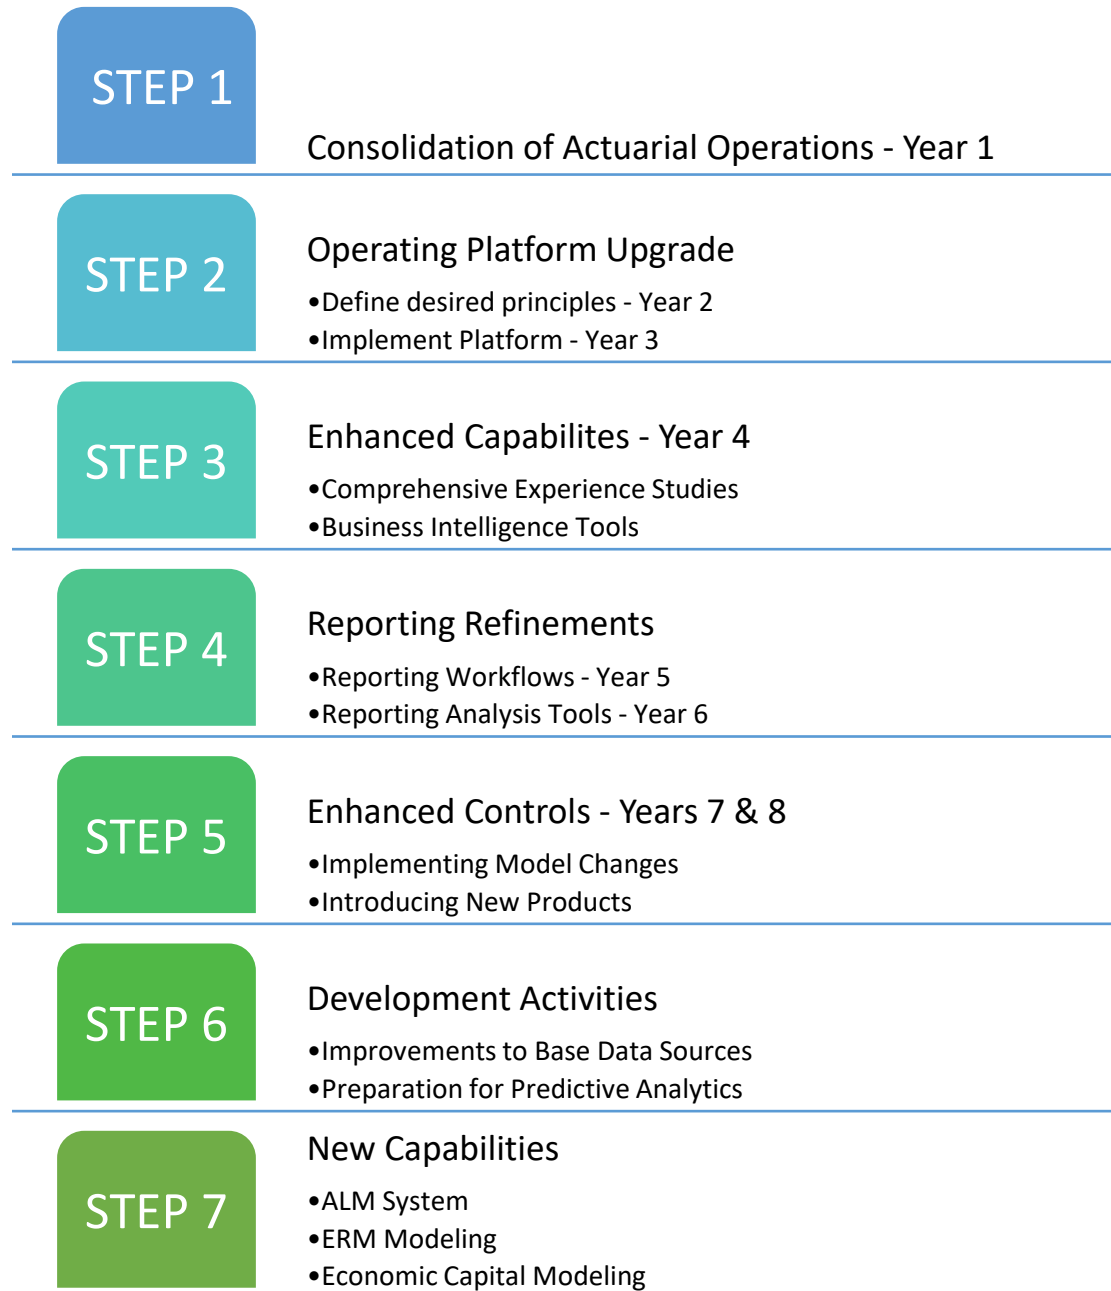 STEP 1
Consolidation of Actuarial Operations - Year 1
STEP 2
Operating Platform Upgrade
•Define desired principles - Year 2
•Implement Platform - Year 3
STEP 3
Enhanced Capabilites - Year 4
•Comprehensive Experience Studies
•Business Intelligence Tools
STEP 4
Reporting Refinements
•Reporting Workflows - Year 5
•Reporting Analysis Tools - Year 6
STEP 5
Enhanced Controls - Years 7 & 8
•Implementing Model Changes
•Introducing New Products
STEP 6
Development Activities
•Improvements to Base Data Sources
•Preparation for Predictive Analytics
STEP 7
New Capabilities
•ALM System
•ERM Modeling
•Economic Capital Modeling